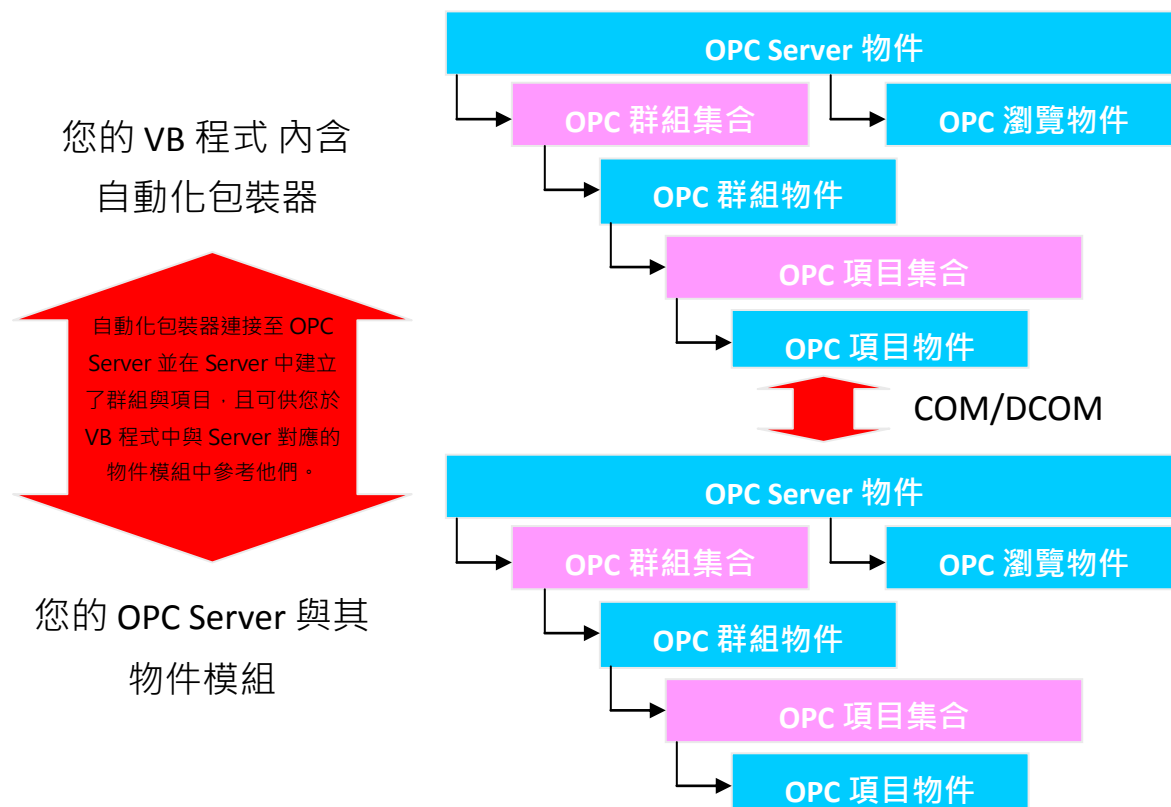 OPC Server 物件
OPC 群組集合
OPC 瀏覽物件
OPC 群組物件
OPC 項目集合
OPC 項目物件
您的 VB 程式 內含
自動化包裝器
自動化包裝器連接至 OPC
Server 並在 Server 中建立
了群組與項目，且可供您於
VB 程式中與 Server 對應的
物件模組中參考他們。
COM/DCOM
您的 OPC Server 與其
物件模組
OPC Server 物件
OPC 群組集合
OPC 瀏覽物件
OPC 群組物件
OPC 項目集合
OPC 項目物件